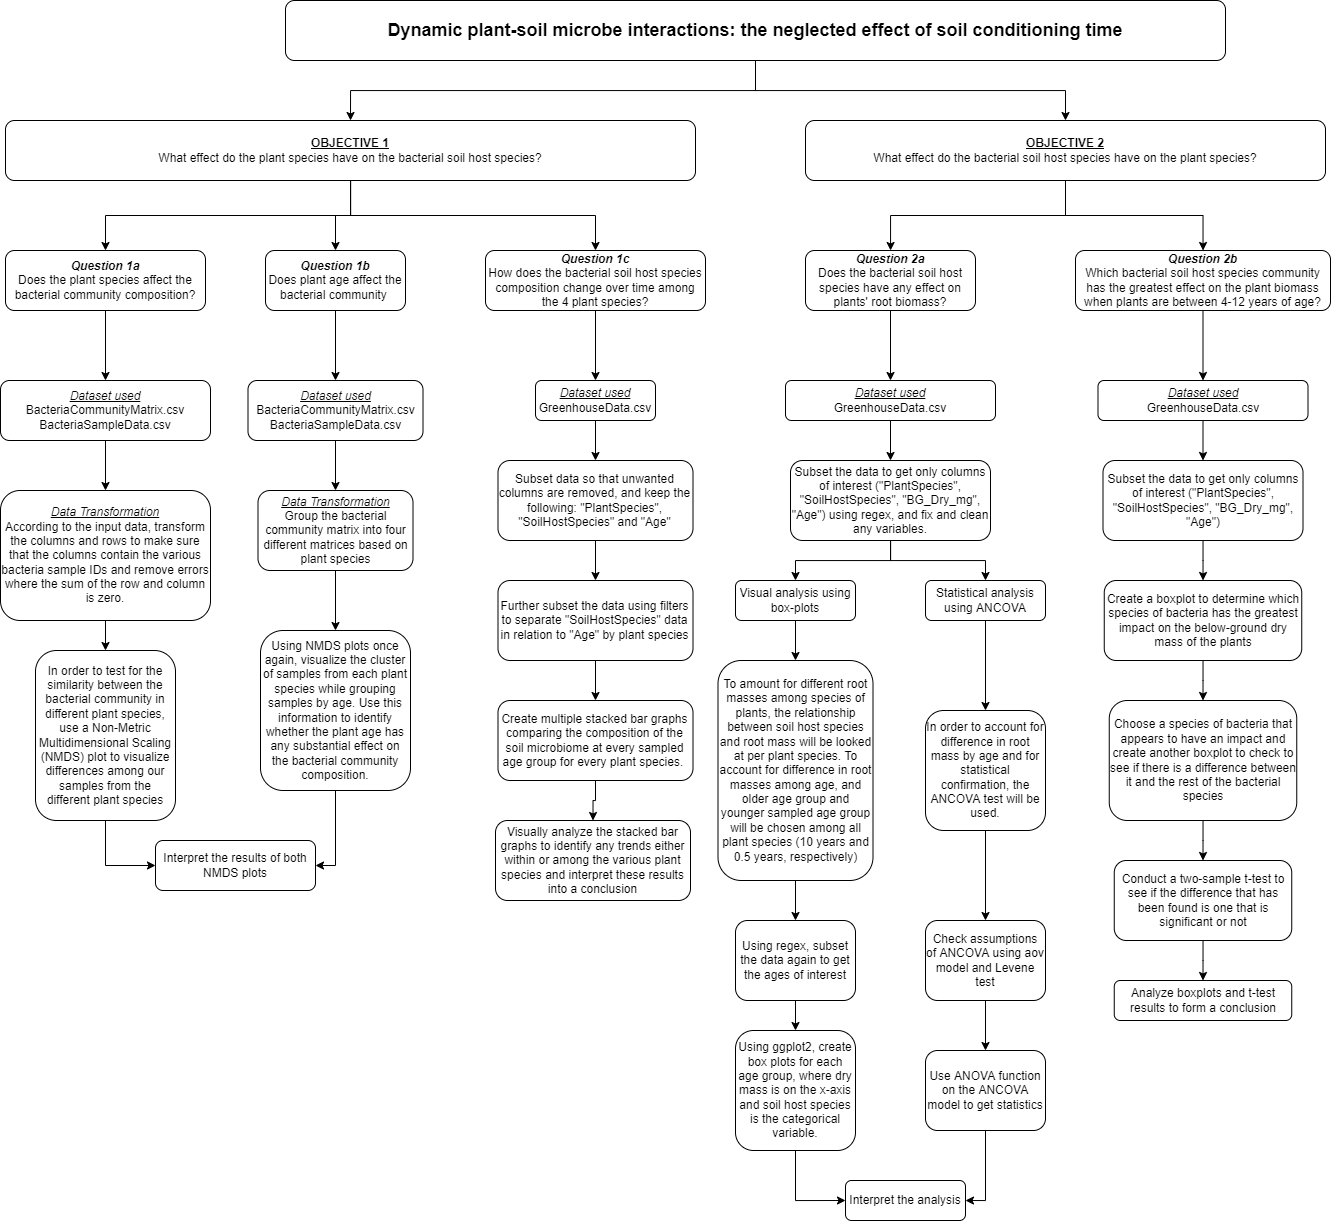 Dynamic plant-soil microbe interactions: the neglected effect of soil conditioning time
OBJECTIVE 1
What effect do the plant species have on the bacterial soil host species?
OBJECTIVE 2
What effect do the bacterial soil host species have on the plant species?
Question 1a
Does the plant species affect the
bacterial community composition?
Question 1b
Does plant age affect the
bacterial community
Question 1c
How does the bacterial soil host species
composition change over time among
the 4 plant species?
Question 2a
Does the bacterial soil host
species have any effect on
plants' root biomass?
Question 2b
Which bacterial soil host species community
has the greatest effect on the plant biomass
when plants are between 4-12 years of age?
Dataset used
BacteriaCommunityMatrix.csv
BacteriaSampleData.csv
Dataset used
BacteriaCommunityMatrix.csv
BacteriaSampleData.csv
Dataset used
GreenhouseData.csv
Dataset used
GreenhouseData.csv
Dataset used
GreenhouseData.csv
Data Transformation
According to the input data, transform
the columns and rows to make sure
that the columns contain the various
bacteria sample IDs and remove errors
where the sum of the row and column
is zero.
Data Transformation
Group the bacterial
community matrix into four
different matrices based on
plant species
Subset data so that unwanted
columns are removed, and keep the
following: "PlantSpecies",
"SoilHostSpecies" and "Age"
Subset the data to get only columns
of interest ("PlantSpecies",
"SoilHostSpecies", "BG_Dry_mg",
"Age") using regex, and fix and clean
any variables.
Subset the data to get only columns
of interest ("PlantSpecies",
"SoilHostSpecies", "BG_Dry_mg",
"Age")
In order to test for the
similarity between the
bacterial community in
different plant species,
use a Non-Metric
Multidimensional Scaling
(NMDS) plot to visualize
differences among our
samples from the
different plant species
Using NMDS plots once
again, visualize the cluster
of samples from each plant
species while grouping
samples by age. Use this
information to identify
whether the plant age has
any substantial effect on
the bacterial community
composition.
Interpret the results of both
NMDS plots
Further subset the data using filters
to separate "SoilHostSpecies" data
in relation to "Age" by plant species
Create multiple stacked bar graphs
comparing the composition of the
soil microbiome at every sampled
age group for every plant species.
Visually analyze the stacked bar
graphs to identify any trends either
within or among the various plant
species and interpret these results
into a conclusion
Visual analysis using
box-plots
To amount for different root
masses among species of
plants, the relationship
between soil host species
and root mass will be looked
at per plant species. To
account for difference in root
masses among age, and
older age group and
younger sampled age group
will be chosen among all
plant species (10 years and
0.5 years, respectively)
Using regex, subset
the data again to get
the ages of interest
Using ggplot2, create
box plots for each
age group, where dry
mass is on the x-axis
and soil host species
is the categorical
variable.
Statistical analysis
using ANCOVA
In order to account for
difference in root
mass by age and for
statistical
confirmation, the
ANCOVA test will be
used.
Check assumptions
of ANCOVA using aov
model and Levene
test
Use ANOVA function
on the ANCOVA
model to get statistics
Interpret the analysis
Create a boxplot to determine which
species of bacteria has the greatest
impact on the below-ground dry
mass of the plants
Choose a species of bacteria that
appears to have an impact and
create another boxplot to check to
see if there is a difference between
it and the rest of the bacterial
species
Conduct a two-sample t-test to
see if the difference that has
been found is one that is
significant or not
Analyze boxplots and t-test
results to form a conclusion